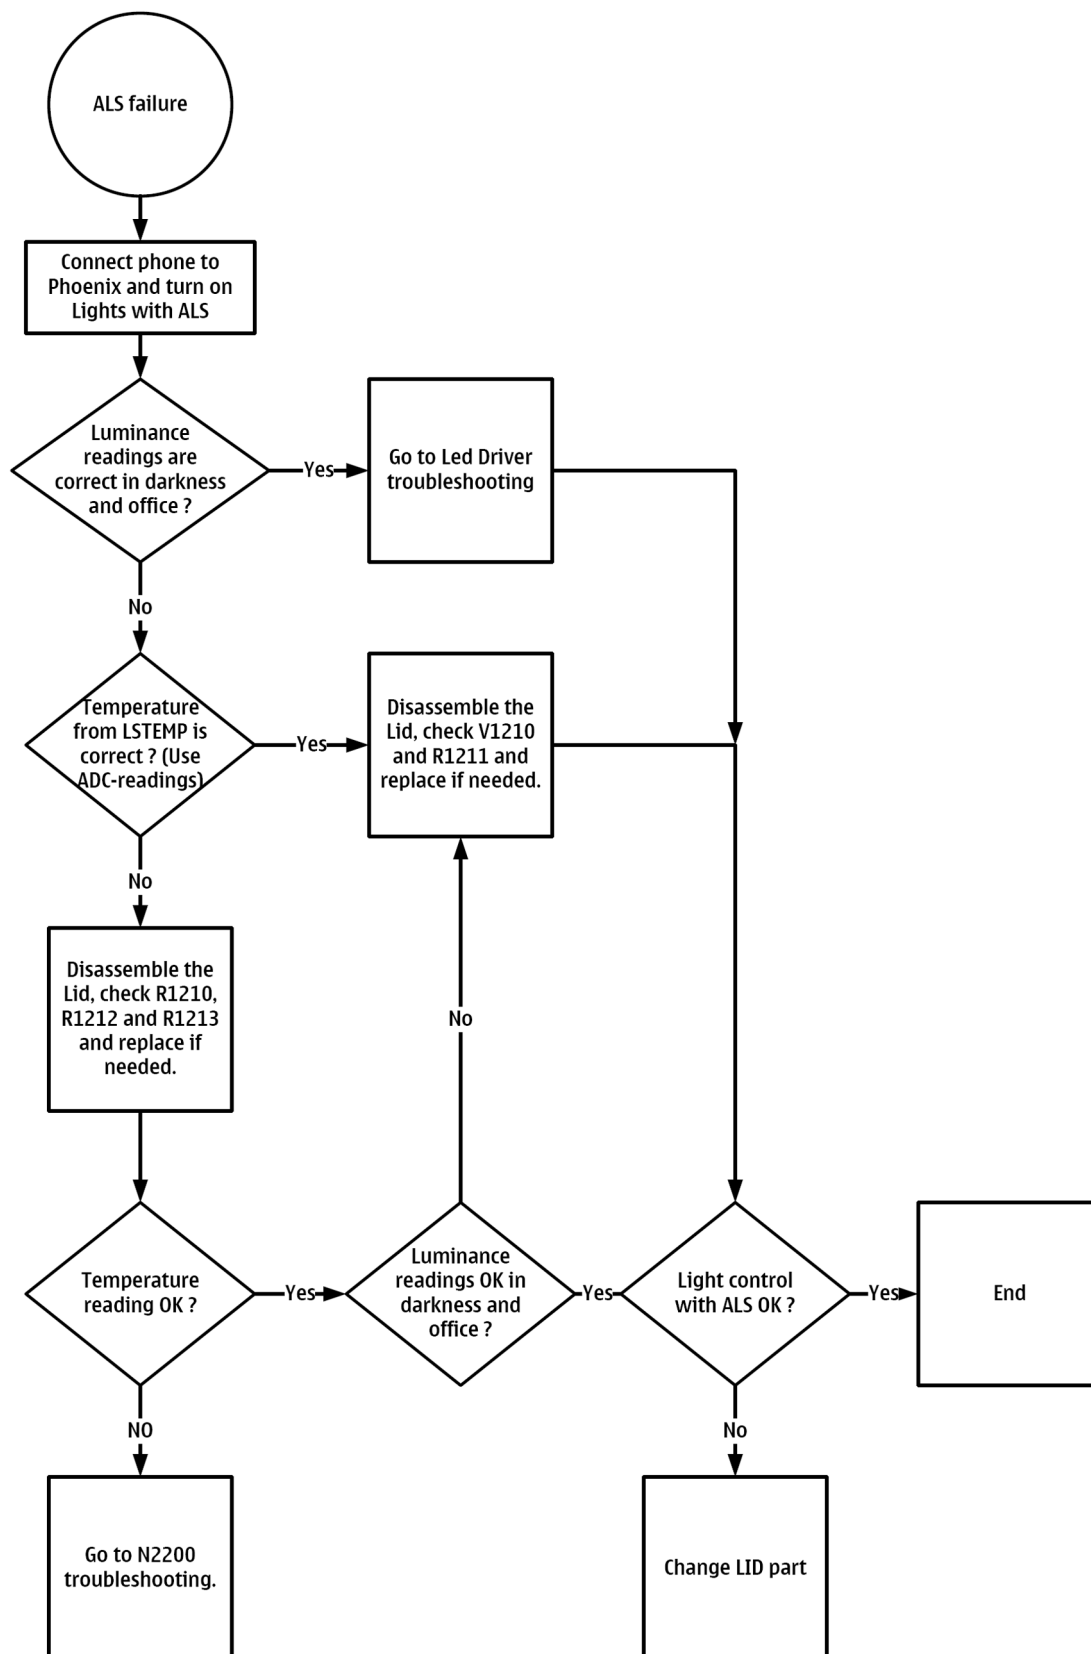 ALS failure
Connect phone to
Phoenix and turn on
Lights with ALS
Luminance
readings are
correct in darkness
and office ?
Yes
Go to Led Driver
troubleshooting
No
Temperature
from LSTEMP is
correct ? (Use
ADC-readings)
Yes
Disassemble the
Lid, check V1210
and R1211 and
replace if needed.
No
Disassemble the
Lid, check R1210,
R1212 and R1213
and replace if
needed.
No
Temperature
reading OK ?
Yes
Luminance
readings OK in
darkness and
office ?
Yes
Light control
with ALS OK ?
Yes
End
NO
No
Go to N2200
troubleshooting.
Change LID part